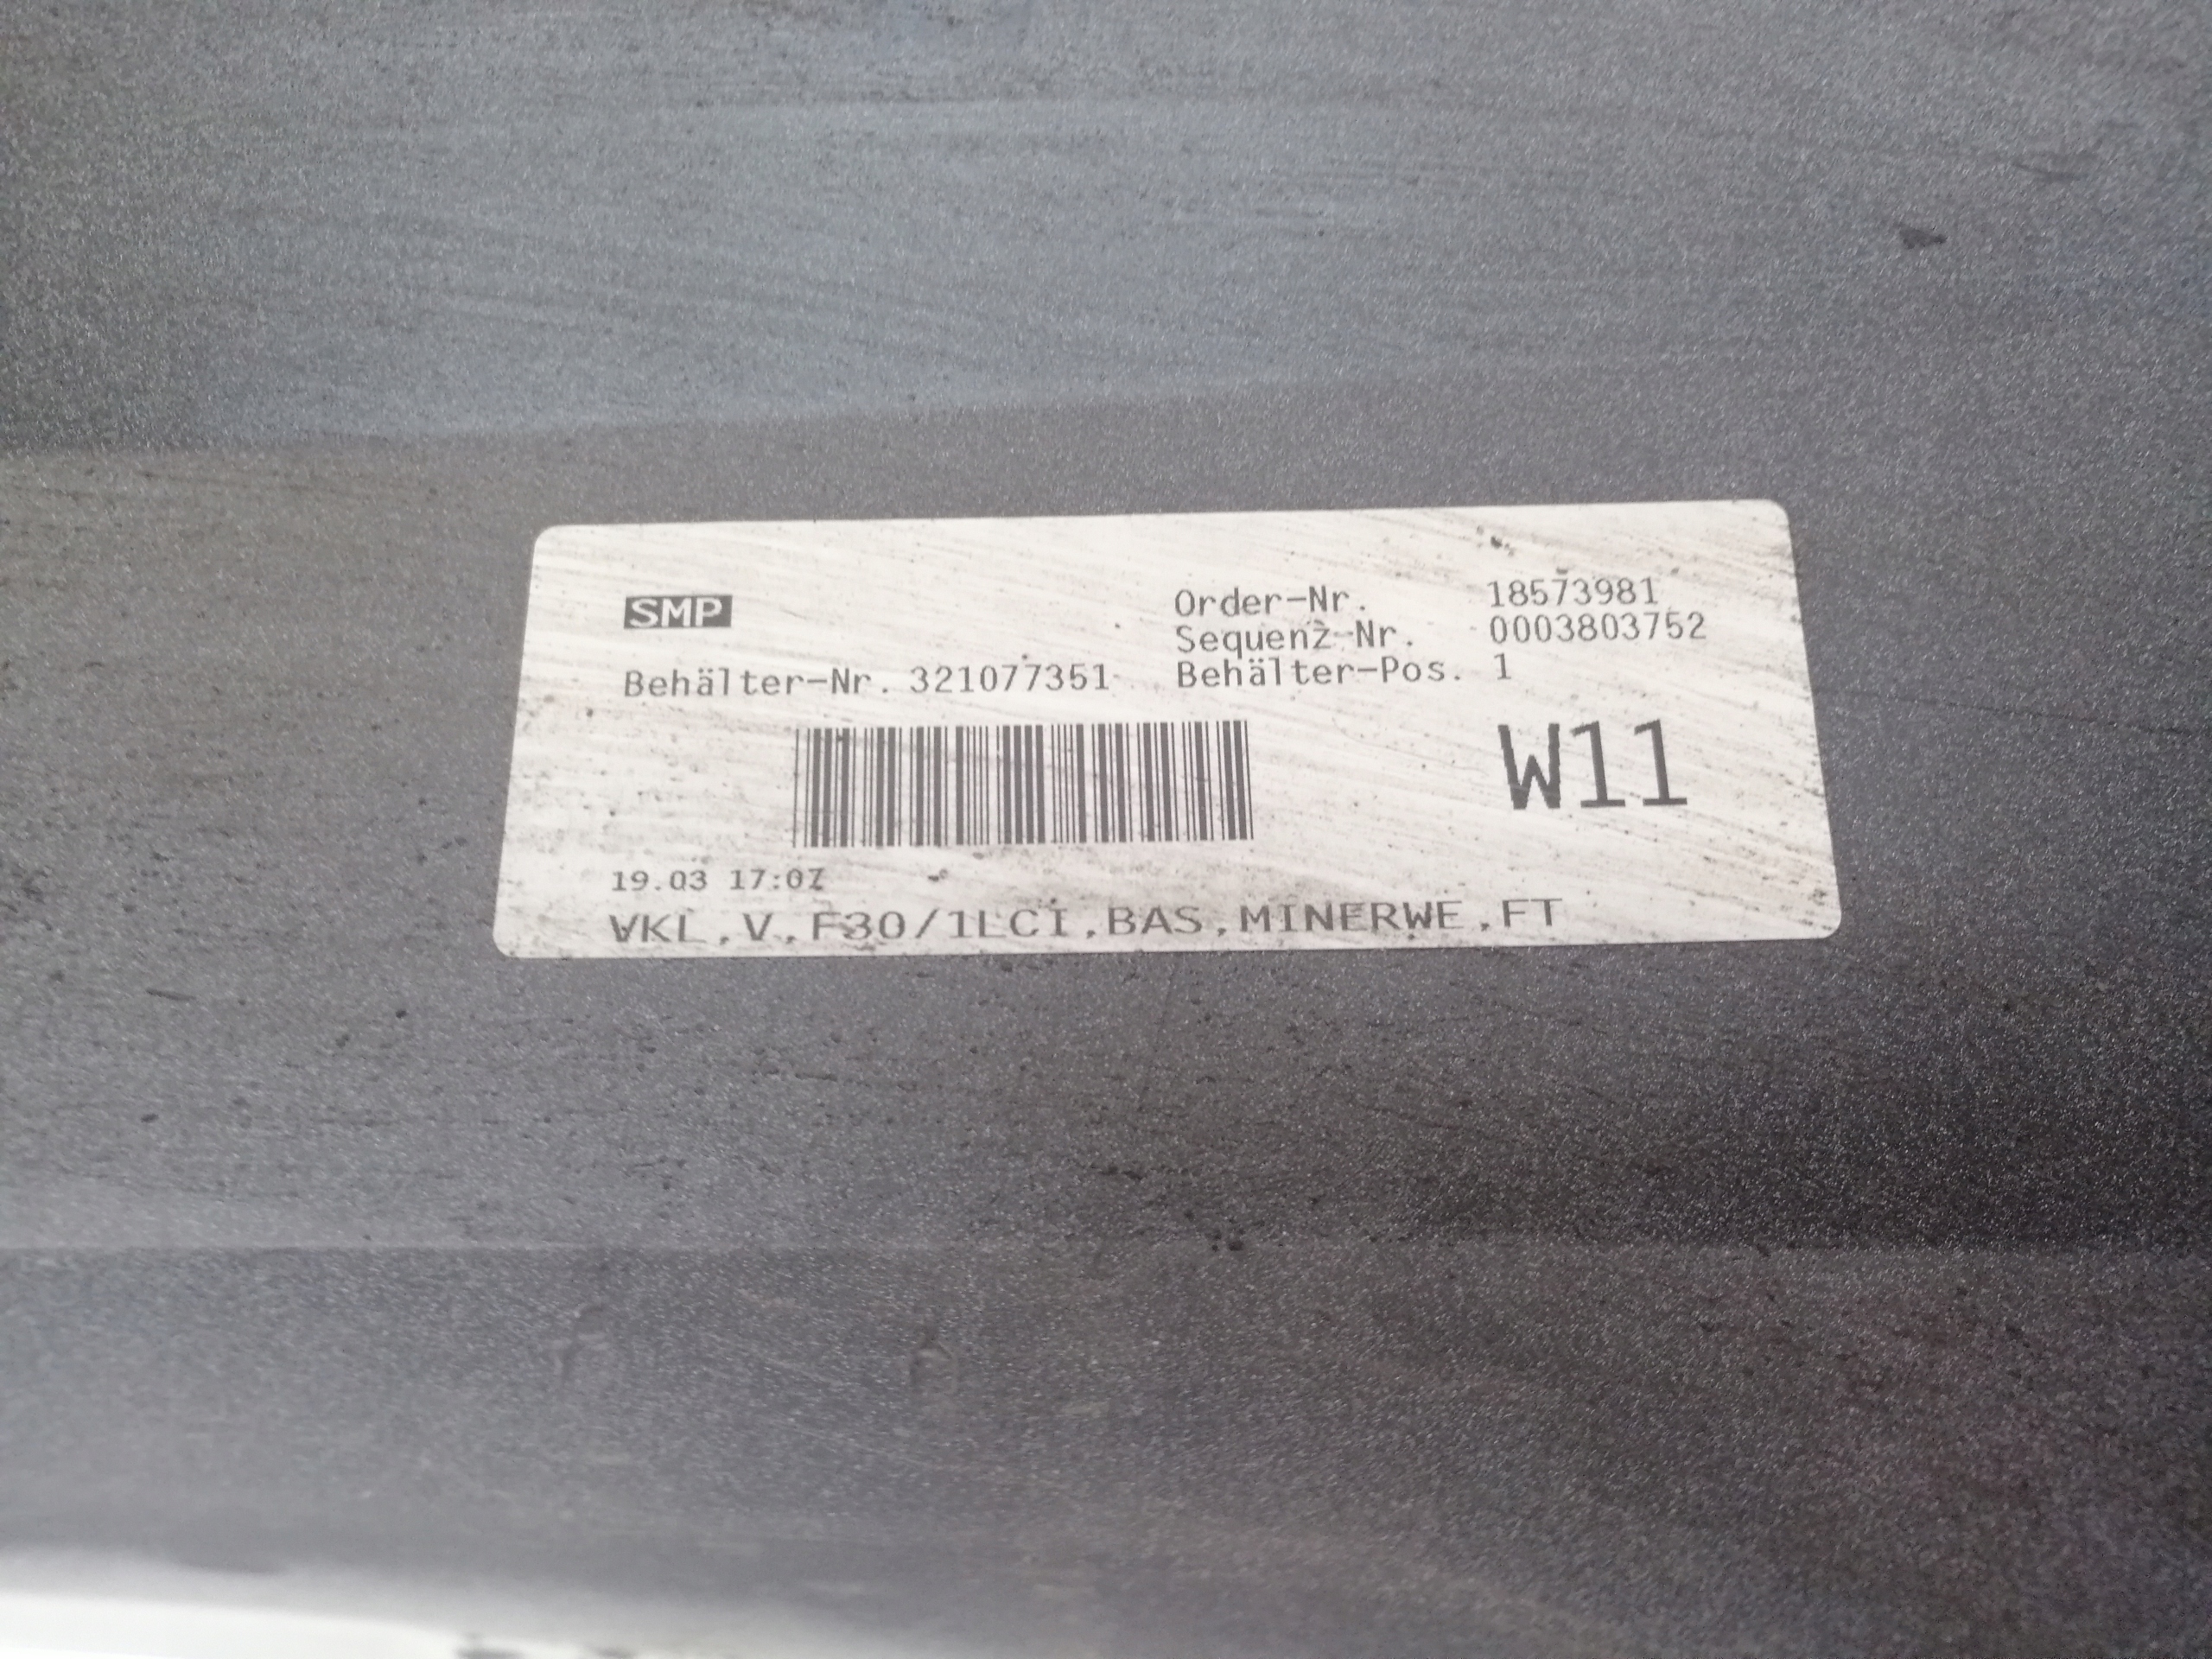 SMP
Order-Nr. 18573981
Sequenz-Nr. 0003803752
Behälter-Nr. 321077351 Behälter-Pos. 1
W11
19.03 17:07
VKL,V,F30/1LCI,BAS,MINERWE,FT